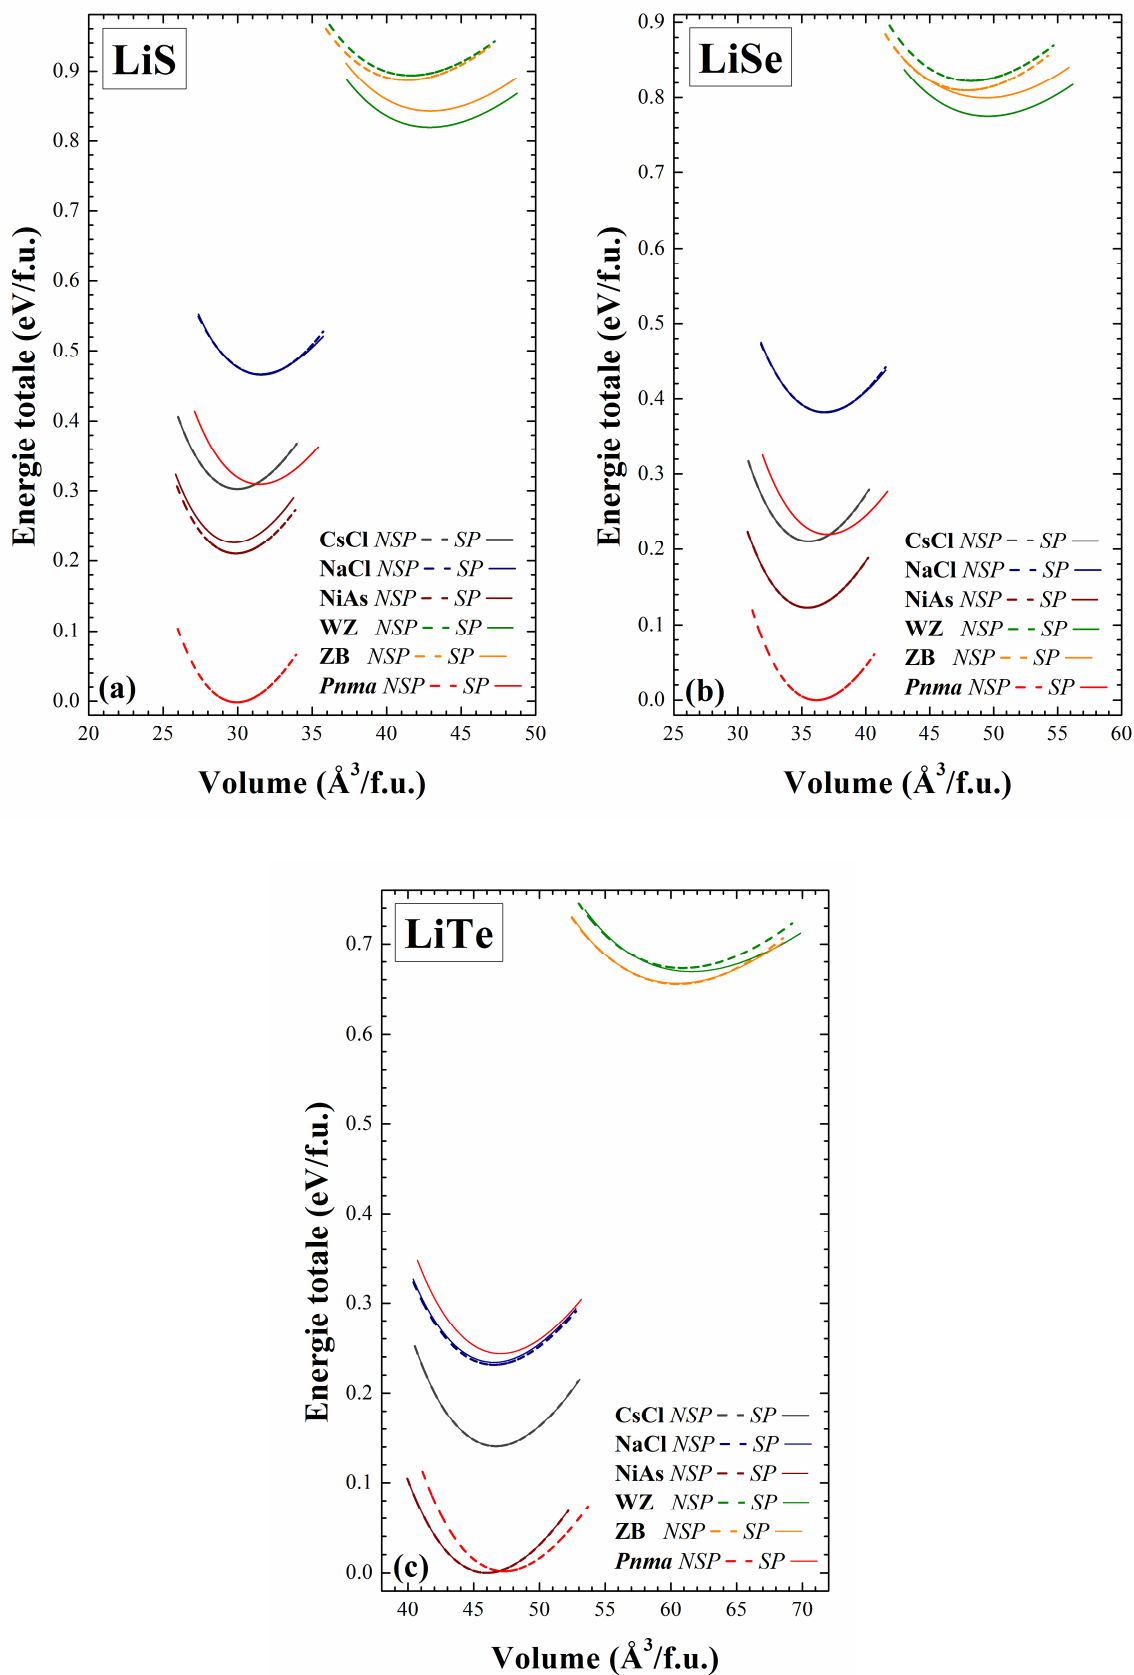 LiS
0.9
0.8
0.7
0.6
0.5
0.4
0.3
0.2
0.1
0.0
Energie totale (eV/f.u.)
CsCl NSP SP
NaCl NSP SP
NiAs NSP SP
WZ NSP SP
ZB NSP SP
Pnma NSP SP
(a)
20 25 30 35 40 45 50
Volume (Å3/f.u.)
LiSe
0.9
0.8
0.7
0.6
0.5
0.4
0.3
0.2
0.1
0.0
Energie totale (eV/f.u.)
CsCl NSP SP
NaCl NSP SP
NiAs NSP SP
WZ NSP SP
ZB NSP SP
Pnma NSP SP
(b)
25 30 35 40 45 50 55 60
Volume (Å3/f.u.)
LiTe
0.7
0.6
0.5
0.4
0.3
0.2
0.1
0.0
Energie totale (eV/f.u.)
CsCl NSP SP
NaCl NSP SP
NiAs NSP SP
WZ NSP SP
ZB NSP SP
Pnma NSP SP
(c)
40 45 50 55 60 65 70
Volume (Å3/f.u.)